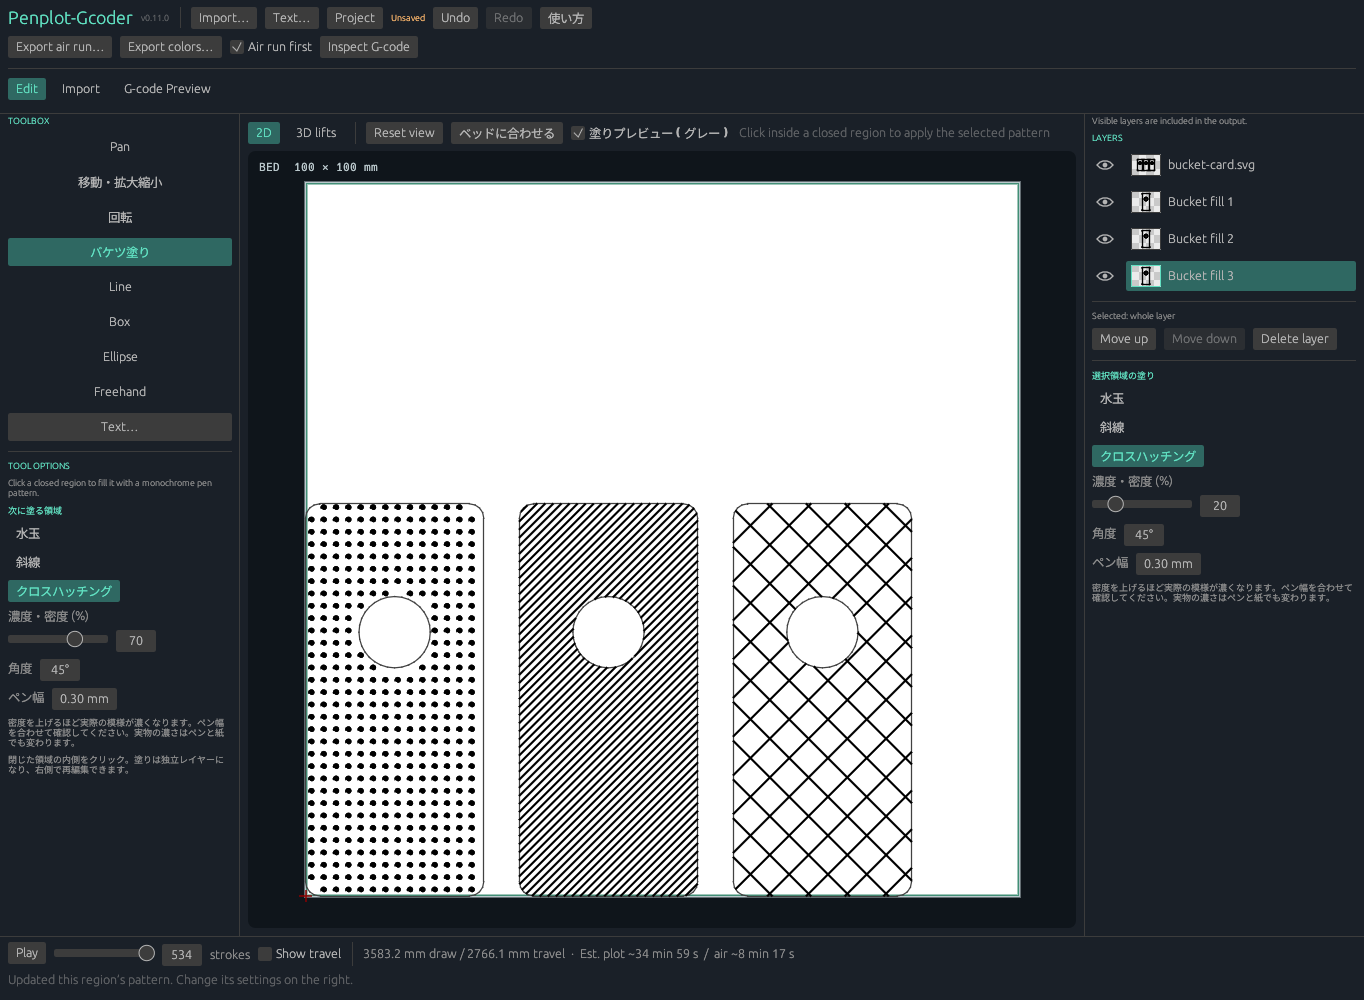 Penplot-Gcoder v0.11.0 Import... Text... Project Unsaved Undo Redo 使い方
Export air run... Export colors... Air run first Inspect G-code
Edit Import G-code Preview
TOOLBOX
Pan
移動・拡大縮小
回転
バケツ塗り
Line
Box
Ellipse
Freehand
Text...
TOOL OPTIONS
Click a closed region to fill it with a monochrome pen
pattern.
次に塗る領域
水玉
斜線
クロスハッチング
濃度・密度 (%)
70
角度 45°
ペン幅 0.30 mm
密度を上げるほど実際の模様が濃くなります。ペン幅
を合わせて確認してください。実物の濃さはペンと紙
でも変わります。
閉じた領域の内側をクリック。塗りは独立レイヤーに
なり、右側で再編集できます。
2D 3D lifts Reset view ベッドに合わせる 塗りプレビュー ( グレー ) Click inside a closed region to apply the selected pattern
BED 100 × 100 mm
Visible layers are included in the output.
LAYERS
bucket-card.svg
Bucket fill 1
Bucket fill 2
Bucket fill 3
Selected: whole layer
Move up Move down Delete layer
選択領域の塗り
水玉
斜線
クロスハッチング
濃度・密度 (%)
20
角度 45°
ペン幅 0.30 mm
密度を上げるほど実際の模様が濃くなります。ペン幅を合わせて
確認してください。実物の濃さはペンと紙でも変わります。
Play 534 strokes Show travel 3583.2 mm draw / 2766.1 mm travel · Est. plot ~34 min 59 s / air ~8 min 17 s
Updated this region's pattern. Change its settings on the right.